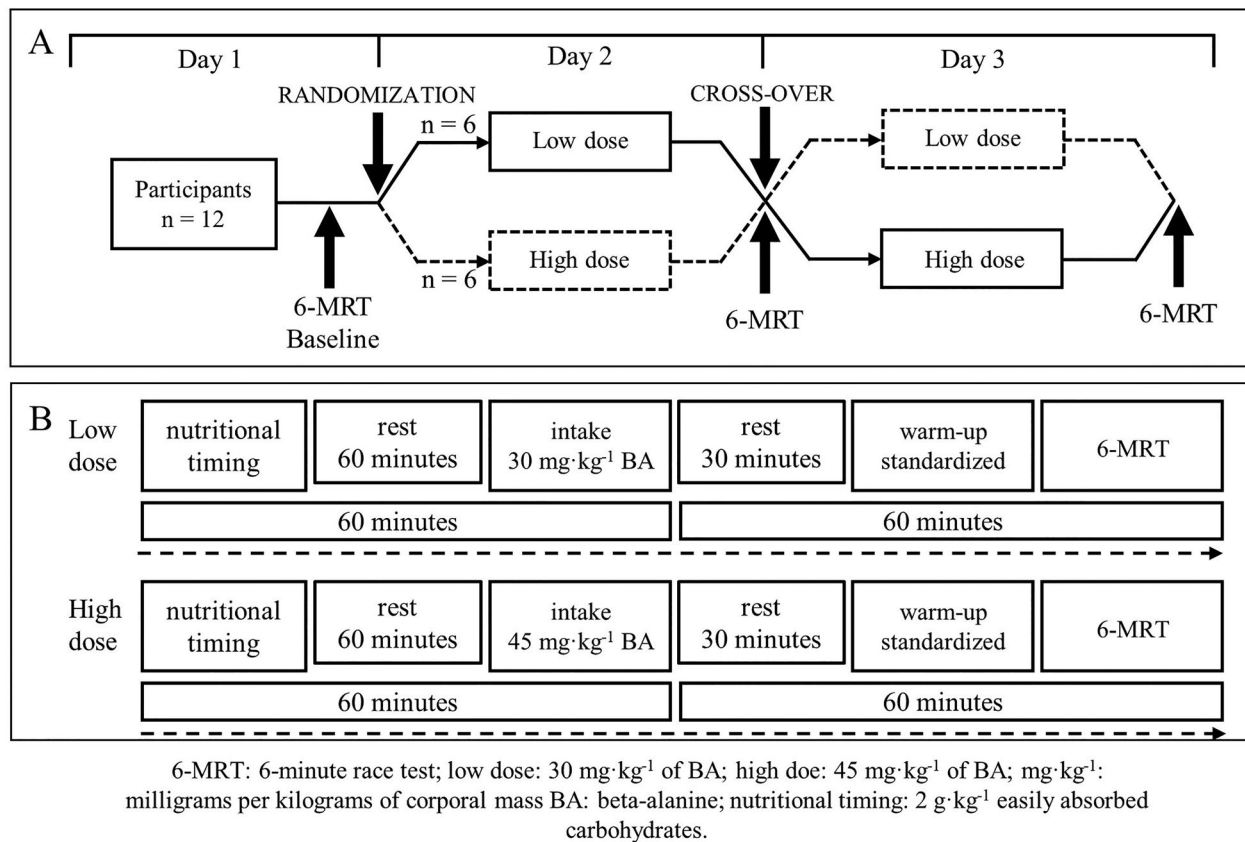 A
Day 1
Day 2
Day 3
RANDOMIZATION
CROSS-OVER
n = 6
Low dose
Low dose
Participants
n = 12
n = 6
High dose
High dose
6-MRT
Baseline
6-MRT
6-MRT
B
Low
dose
nutritional
timing
rest
60 minutes
intake
30 mg·kg⁻¹ BA
rest
30 minutes
warm-up
standardized
6-MRT
60 minutes
60 minutes
High
dose
nutritional
timing
rest
60 minutes
intake
45 mg·kg⁻¹ BA
rest
30 minutes
warm-up
standardized
6-MRT
60 minutes
60 minutes
6-MRT: 6-minute race test; low dose: 30 mg·kg⁻¹ of BA; high doe: 45 mg·kg⁻¹ of BA; mg·kg⁻¹:
milligrams per kilograms of corporal mass BA: beta-alanine; nutritional timing: 2 g·kg⁻¹ easily absorbed
carbohydrates.